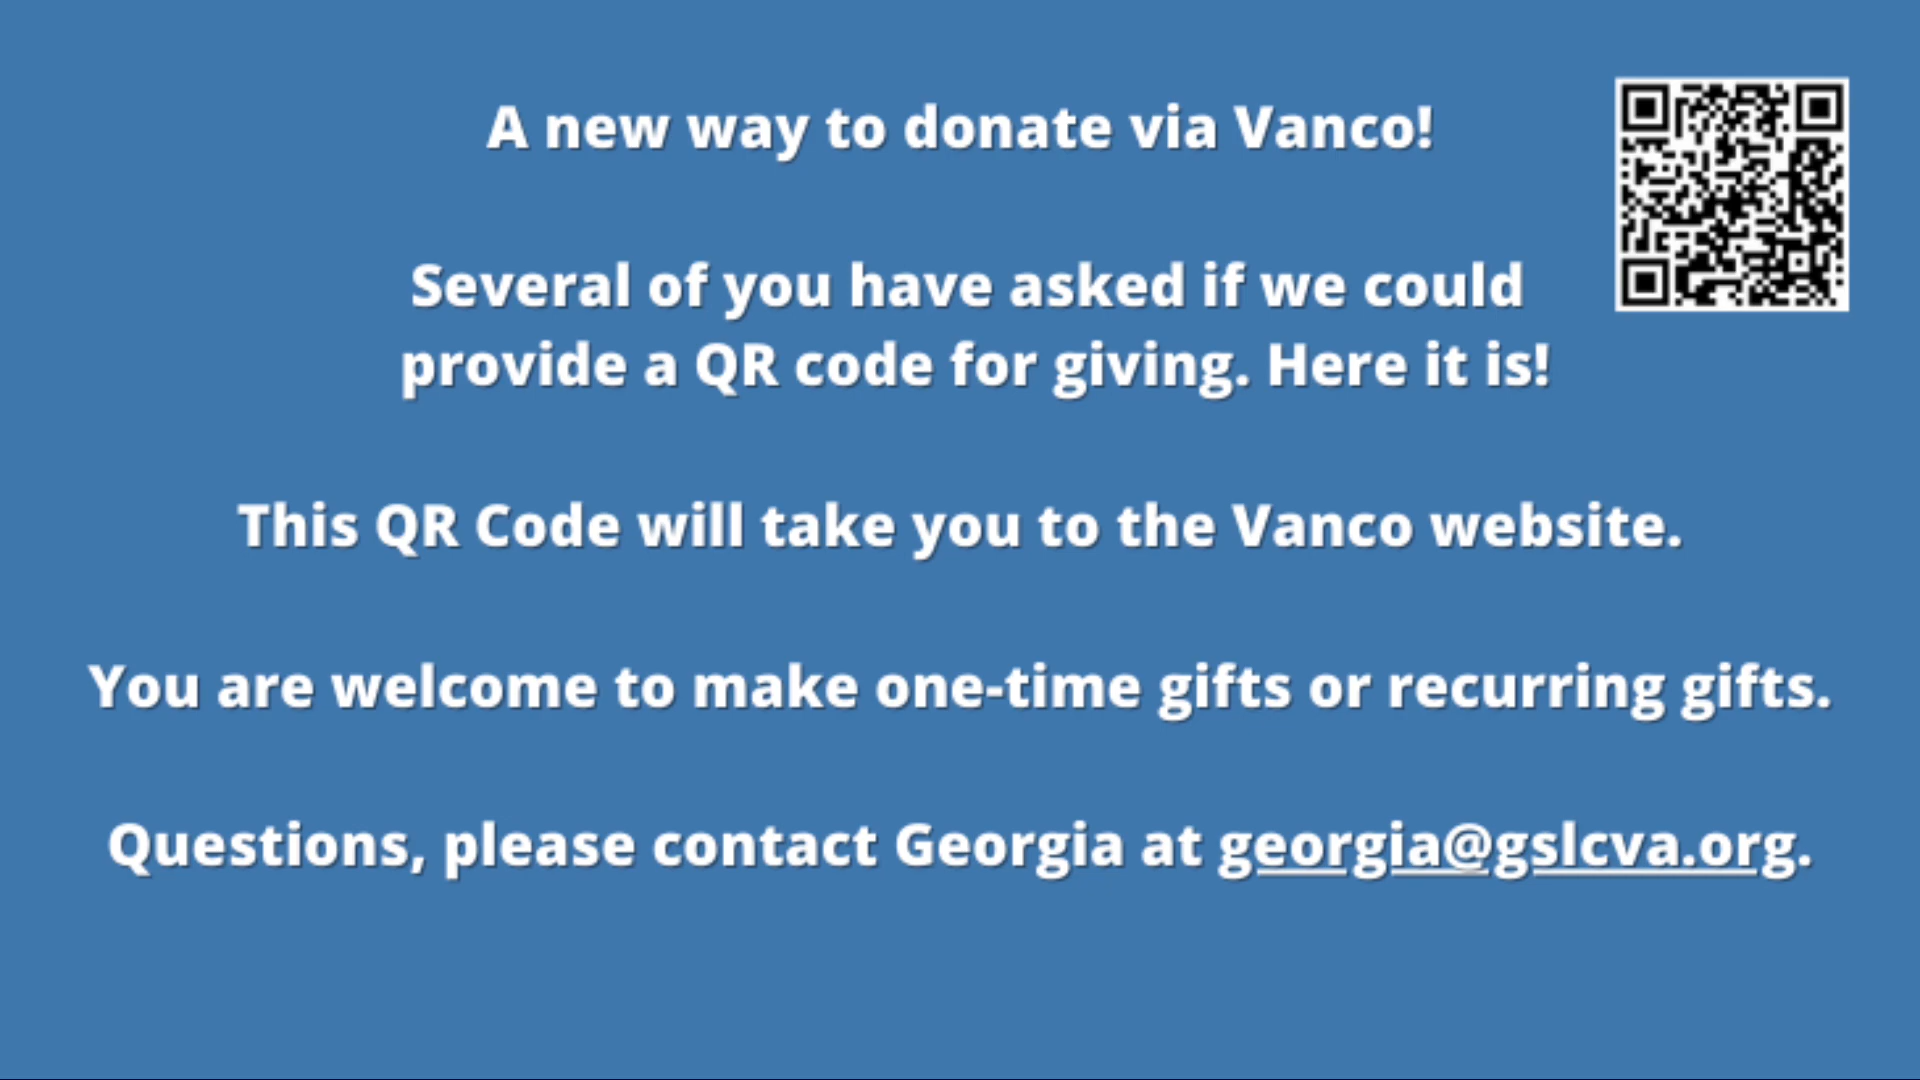 A new way to donate via Vanco!
Several of you have asked if we could
provide a QR code for giving. Here it is!
This QR Code will take you to the Vanco website.
You are welcome to make one-time gifts or recurring gifts.
Questions, please contact Georgia at georgia@gslcva.org.